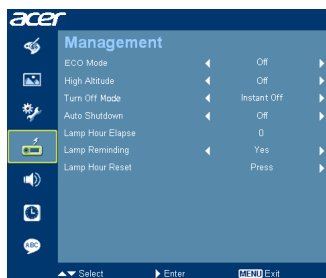 acer
Management
ECO Mode Off
High Altitude Off
Turn Off Mode Instant Off
Auto Shutdown Off
Lamp Hour Elapse 0
Lamp Reminding Yes
Lamp Hour Reset Press
ABC
Select Enter MENU Exit